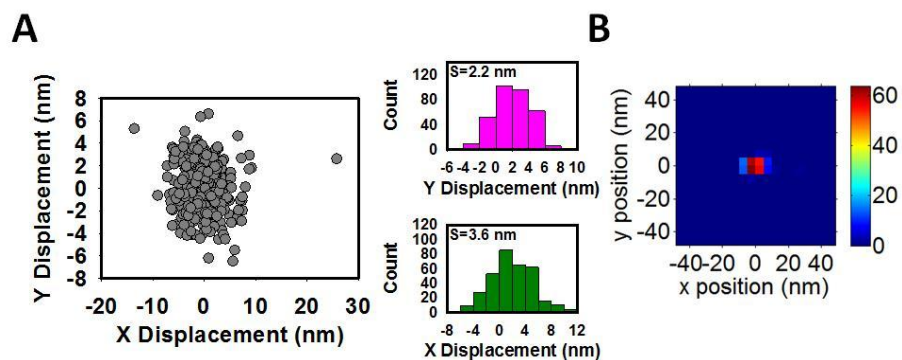 A
B
Y Displacement (nm)
8
6
4
2
0
-2
-4
-6
-8
-20 -10 0 10 20 30
X Displacement (nm)
S=2.2 nm
Count
120
80
40
0
-6 -4 -2 0 2 4 6 8 10
Y Displacement (nm)
S=3.6 nm
Count
120
100
80
60
40
20
0
-8 -4 0 4 8 12
X Displacement (nm)
y position (nm)
40
20
0
-20
-40
-40 -20 0 20 40
x position (nm)
60
40
20
0